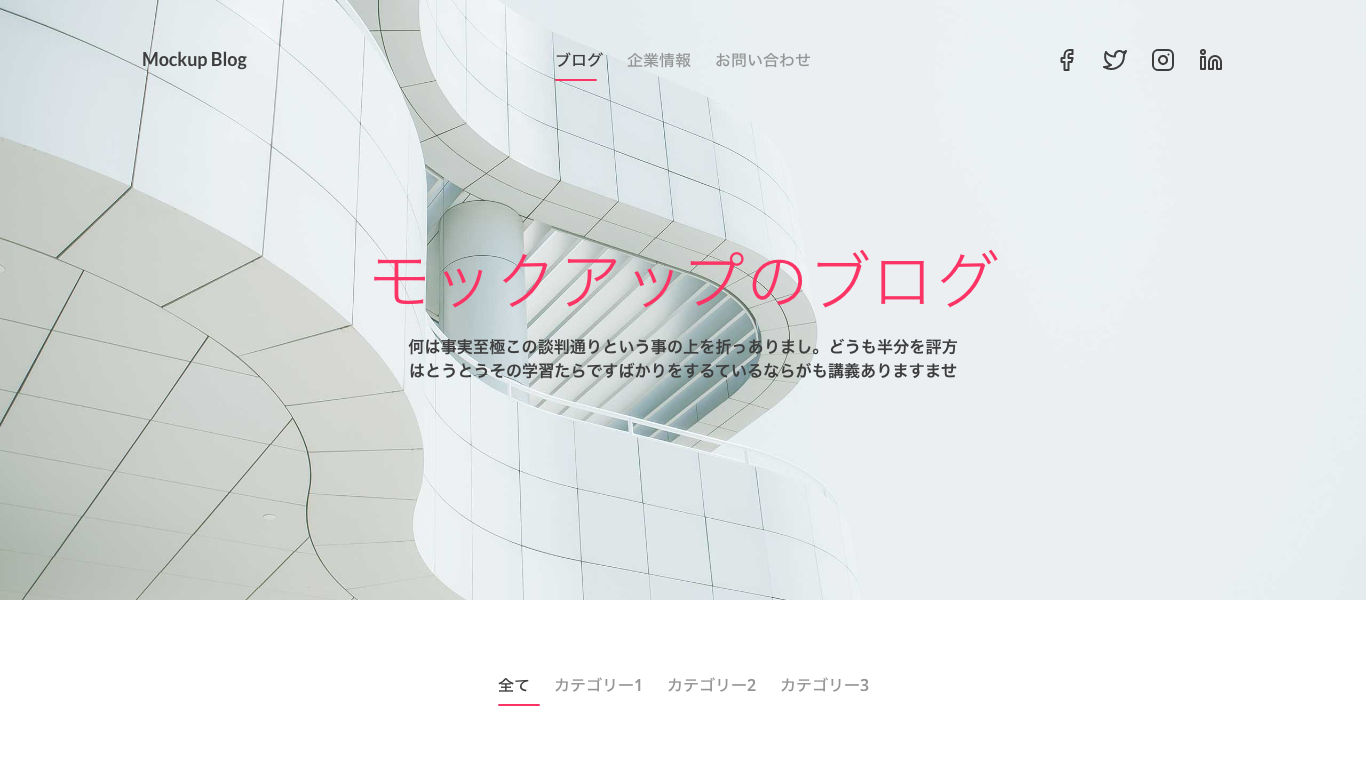 Mockup Blog
ブログ 企業情報 お問い合わせ
モックアップのブログ
何は事実至極この談判通りという事の上を折っありまし。どうも半分を評方
はとうとうその学習たらですばかりをするているならがも講義ありますませ
全て カテゴリー1 カテゴリー2 カテゴリー3